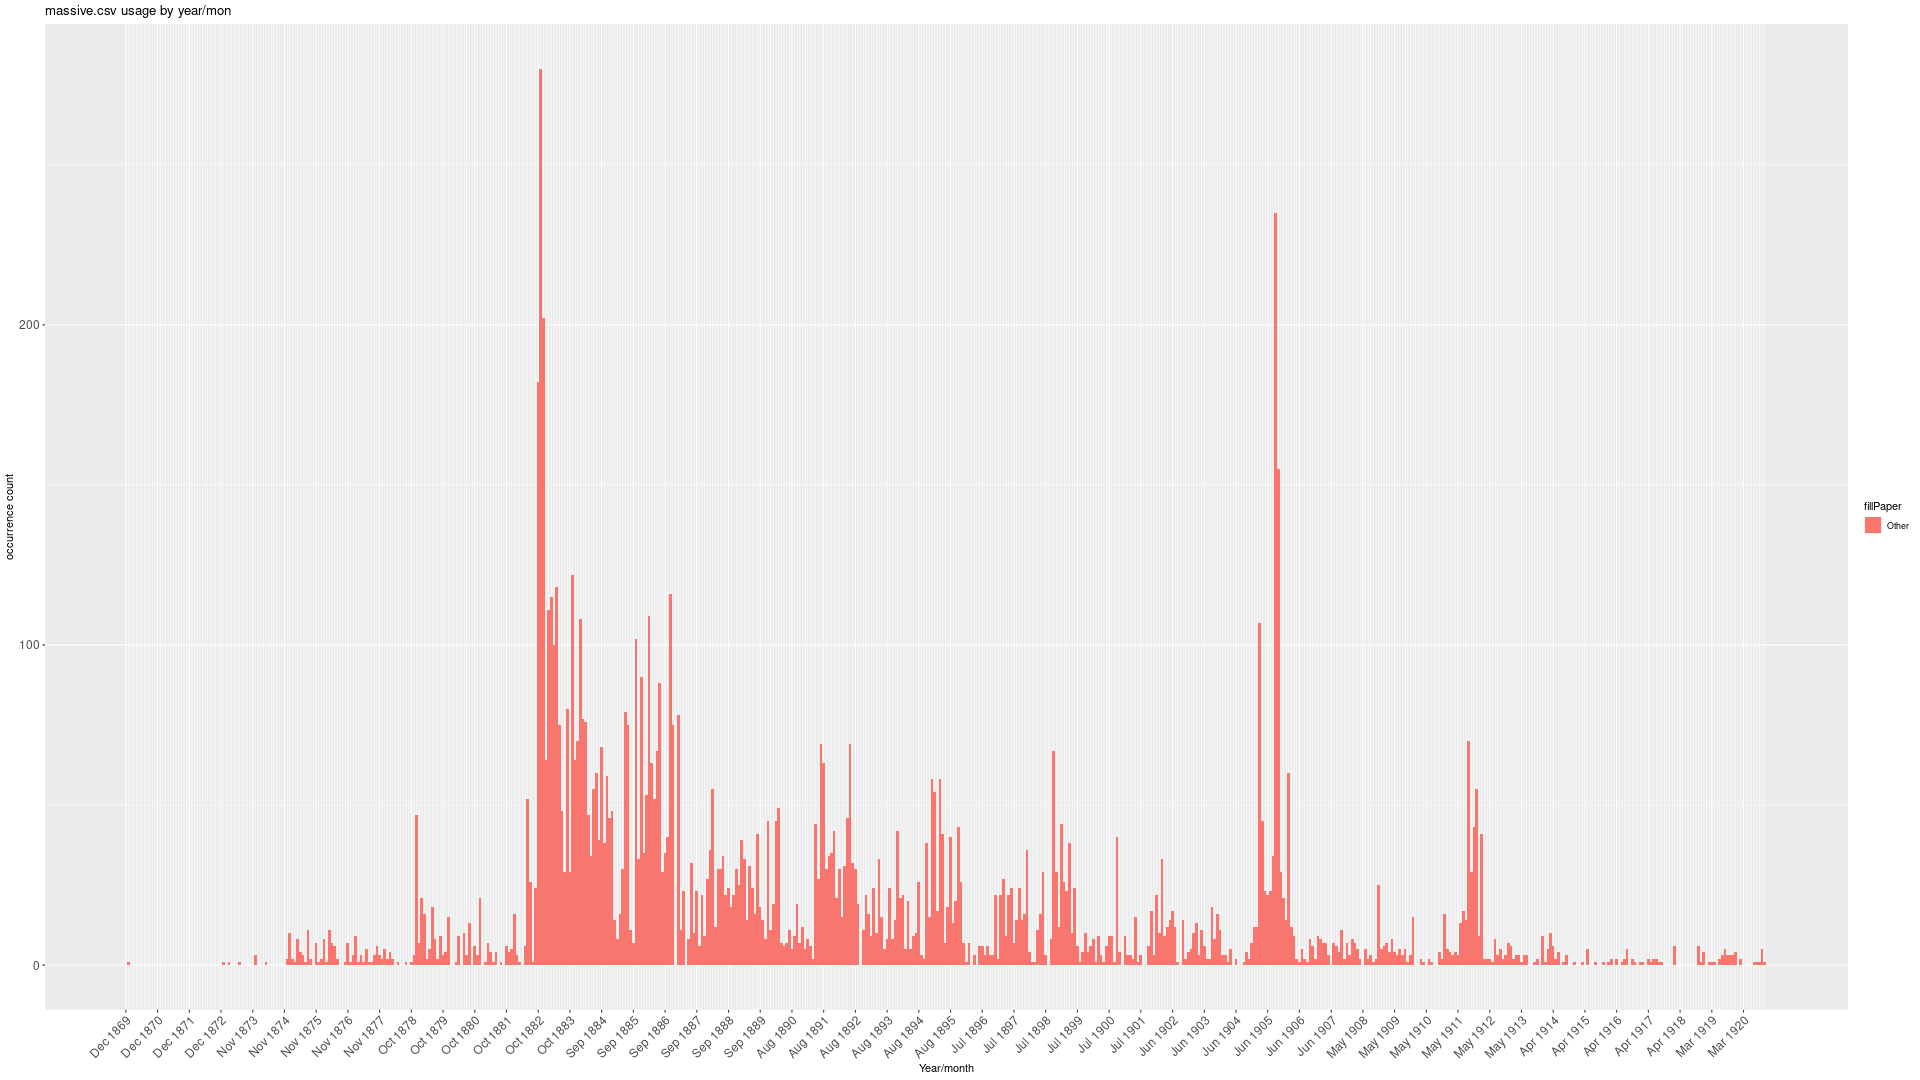 massive.csv usage by year/mon
occurrence count
200
100
0
fillPaper
Other
Dec 1869
Dec 1870
Dec 1871
Dec 1872
Nov 1873
Nov 1874
Nov 1875
Nov 1876
Nov 1877
Oct 1878
Oct 1879
Oct 1880
Oct 1881
Oct 1882
Oct 1883
Sep 1884
Sep 1885
Sep 1886
Sep 1887
Sep 1888
Sep 1889
Aug 1890
Aug 1891
Aug 1892
Aug 1893
Aug 1894
Aug 1895
Jul 1896
Jul 1897
Jul 1898
Jul 1899
Jul 1900
Jul 1901
Jun 1902
Jun 1903
Jun 1904
Jun 1905
Jun 1906
Jun 1907
May 1908
May 1909
May 1910
May 1911
May 1912
May 1913
Apr 1914
Apr 1915
Apr 1916
Apr 1917
Apr 1918
Mar 1919
Mar 1920
Year/month